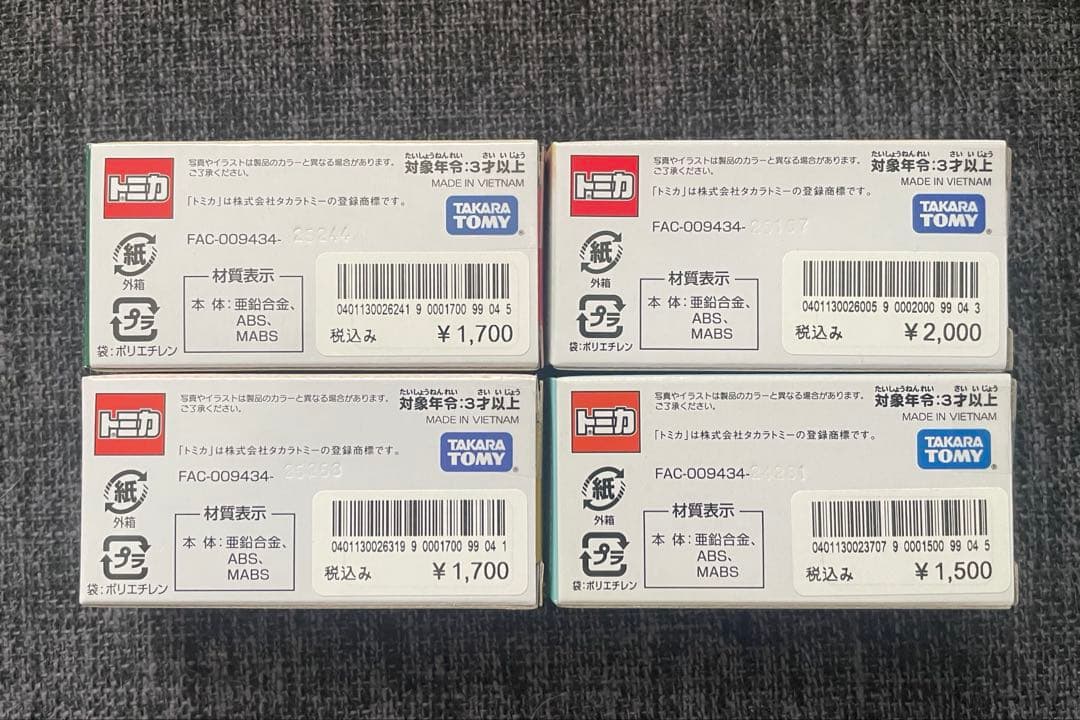 トミカ
写真やイラストは製品のカラーと異なる場合があります。
ご了承ください。
たいしょうねんれい さい いじょう
対象年令:3才以上
MADE IN VIETNAM
「トミカ」は株式会社タカラトミーの登録商標です。
TAKARA
TOMY®
FAC-009434-25244
紙
外箱
プラ
袋:ポリエチレン
材質表示
本 体:亜鉛合金、
ABS、
MABS
0401130026241 9 0001700 99 04 5
税込み ¥1,700
トミカ
写真やイラストは製品のカラーと異なる場合があります。
ご了承ください。
たいしょうねんれい さい いじょう
対象年令:3才以上
MADE IN VIETNAM
「トミカ」は株式会社タカラトミーの登録商標です。
TAKARA
TOMY®
FAC-009434-
紙
外箱
プラ
袋:ポリエチレン
材質表示
本 体:亜鉛合金、
ABS、
MABS
0401130026005 9 0002000 99 04 3
税込み ¥2,000
トミカ
写真やイラストは製品のカラーと異なる場合があります。
ご了承ください。
たいしょうねんれい さい いじょう
対象年令:3才以上
MADE IN VIETNAM
「トミカ」は株式会社タカラトミーの登録商標です。
TAKARA
TOMY®
FAC-009434-
紙
外箱
プラ
袋:ポリエチレン
材質表示
本 体:亜鉛合金、
ABS、
MABS
0401130026319 9 0001700 99 04 1
税込み ¥1,700
トミカ
写真やイラストは製品のカラーと異なる場合があります。
ご了承ください。
たいしょうねんれい さい いじょう
対象年令:3才以上
MADE IN VIETNAM
「トミカ」は株式会社タカラトミーの登録商標です。
TAKARA
TOMY®
FAC-009434-
紙
外箱
プラ
袋:ポリエチレン
材質表示
本 体:亜鉛合金、
ABS、
MABS
0401130023707 9 0001500 99 04 5
税込み ¥1,500